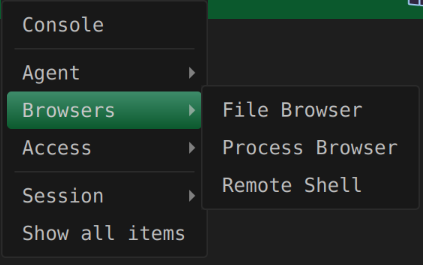 Console
Agent
Browsers
Access
Session
Show all items
File Browser
Process Browser
Remote Shell